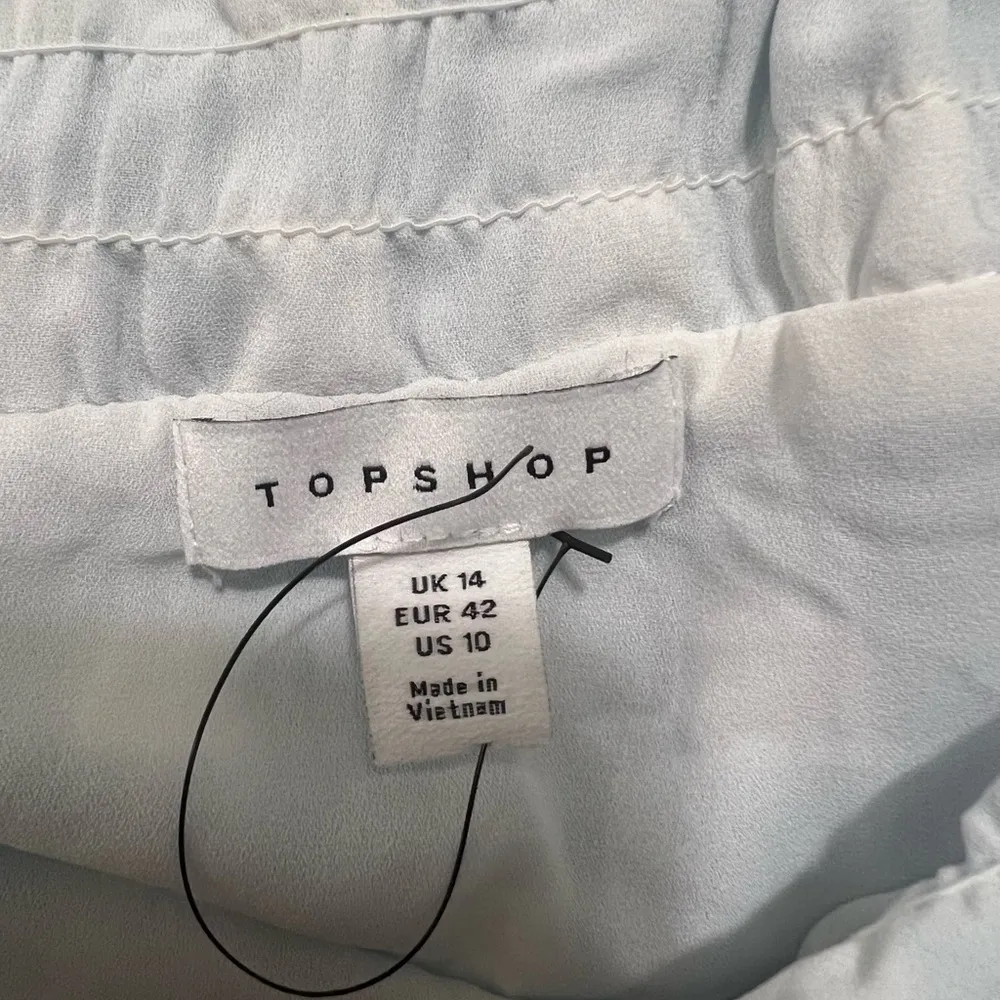 TOPSHOP
UK 14
EUR 42
US 10
Made in
Vietnam